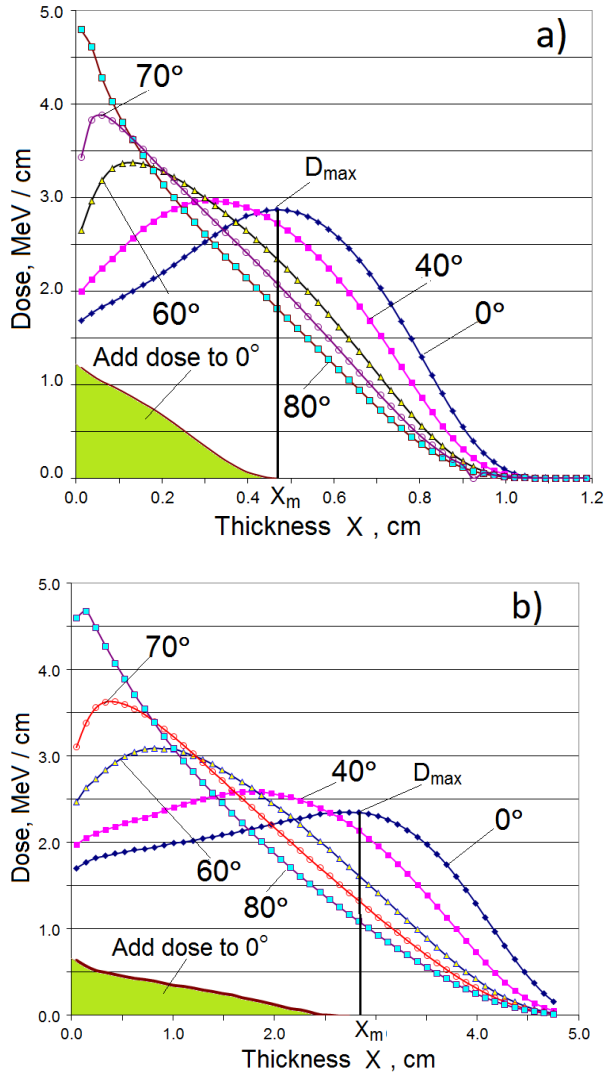 a)
5.0
4.0
3.0
2.0
1.0
0.0
Dose, MeV / cm
70°
Dmax
40°
60°
0°
Add dose to 0°
80°
0.0 0.2 0.4 Xm 0.6 0.8 1.0 1.2
Thickness X , cm
b)
5.0
4.0
3.0
2.0
1.0
0.0
Dose, MeV / cm
70°
40°
Dmax
0°
60°
80°
Add dose to 0°
0.0 1.0 2.0 Xm 4.0 5.0
Thickness X , cm